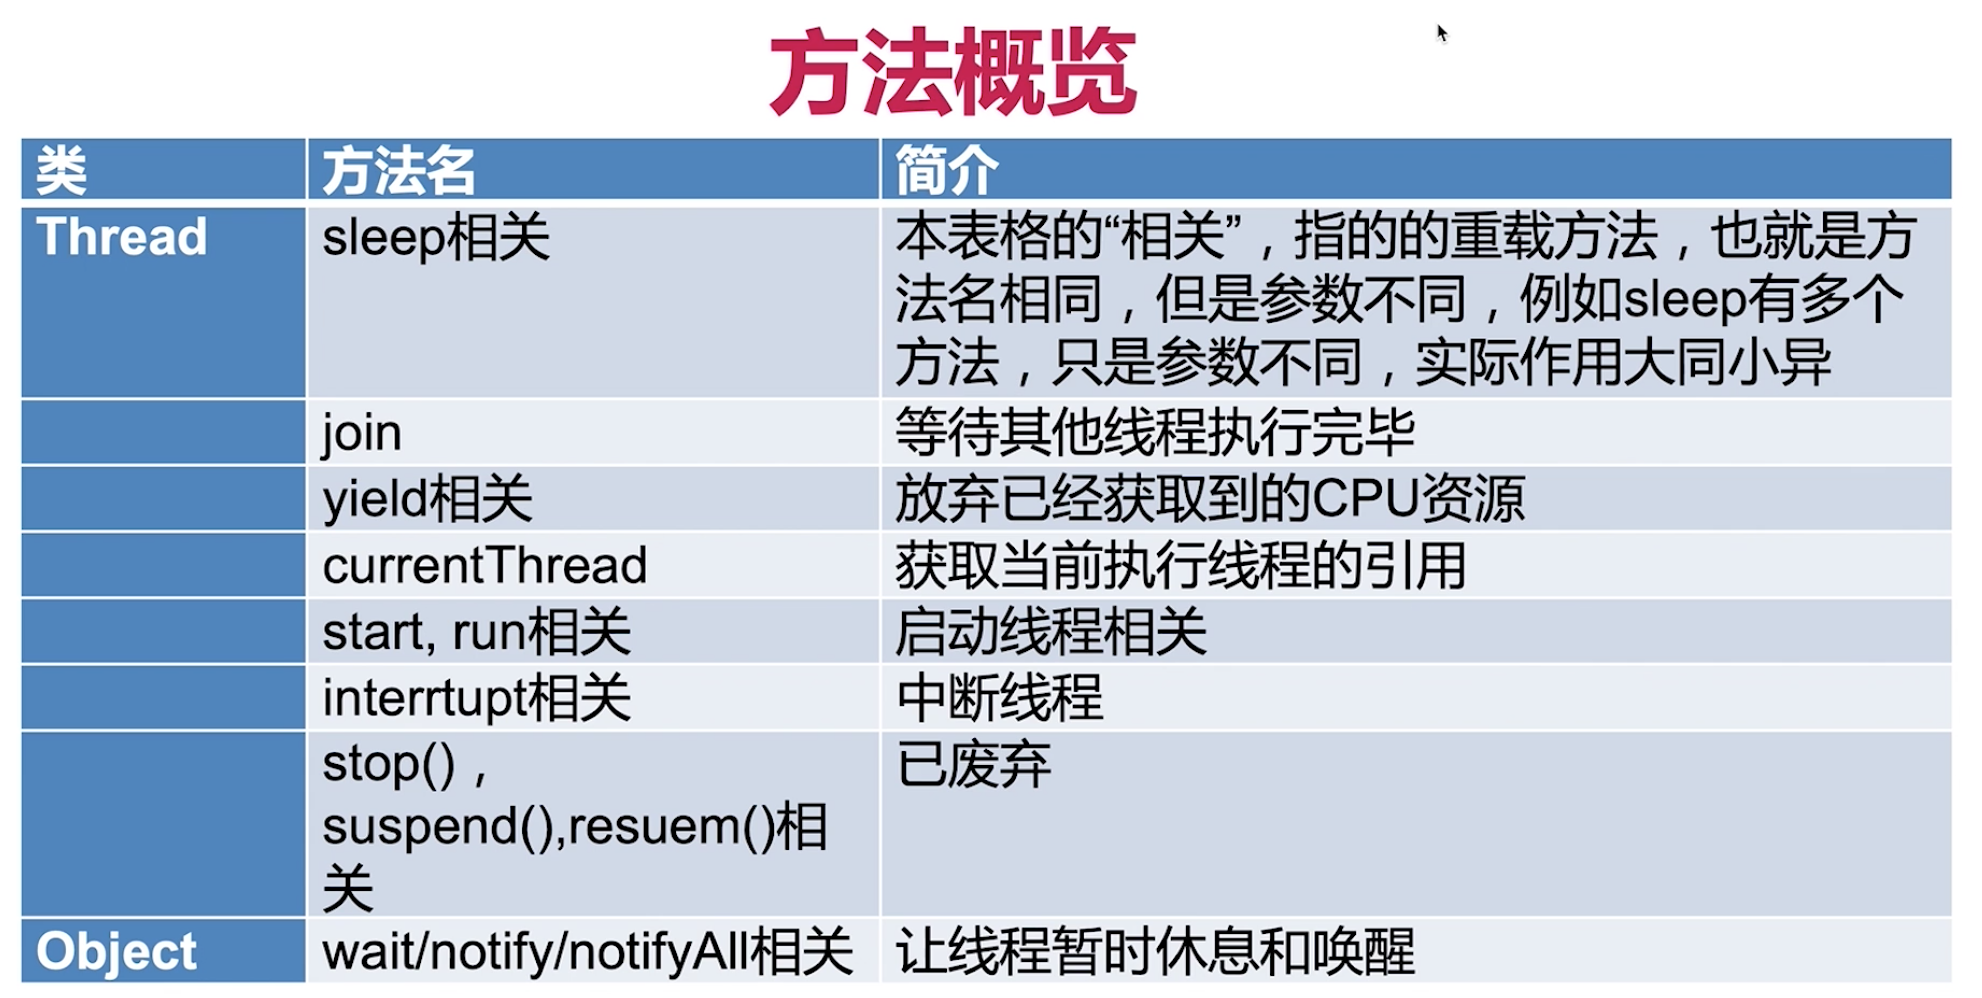 方法概览
类 方法名 简介
Thread sleep相关 本表格的“相关”，指的的重载方法，也就是方
法名相同，但是参数不同，例如sleep有多个
方法，只是参数不同，实际作用大同小异
join 等待其他线程执行完毕
yield相关 放弃已经获取到的CPU资源
currentThread 获取当前执行线程的引用
start, run相关 启动线程相关
interrtupt相关 中断线程
stop()， 已废弃
suspend(),resuem()相
关
Object wait/notify/notifyAll相关 让线程暂时休息和唤醒